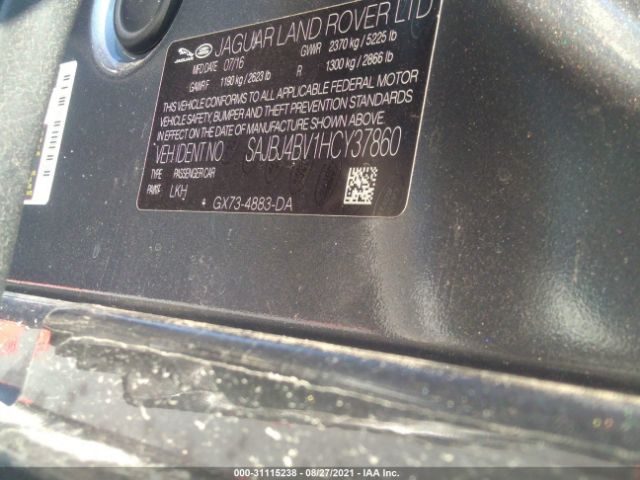 JAGUAR LAND ROVER LTD
JAGUAR
MFD.DATE 07/16 GVWR 2370 kg / 5225 lb
GAWR F 1190 kg / 2623 lb R 1300 kg / 2866 lb
THIS VEHICLE CONFORMS TO ALL APPLICABLE FEDERAL MOTOR
VEHICLE SAFETY, BUMPER AND THEFT PREVENTION STANDARDS
IN EFFECT ON THE DATE OF MANUFACTURE SHOWN ABOVE.
VEH.IDENT NO. SAJBJ4BV1HCY37860
TYPE PASSENGER CAR
PAINT LKH
GX73-4883-DA
000-31115238 - 08/27/2021 - IAA Inc.